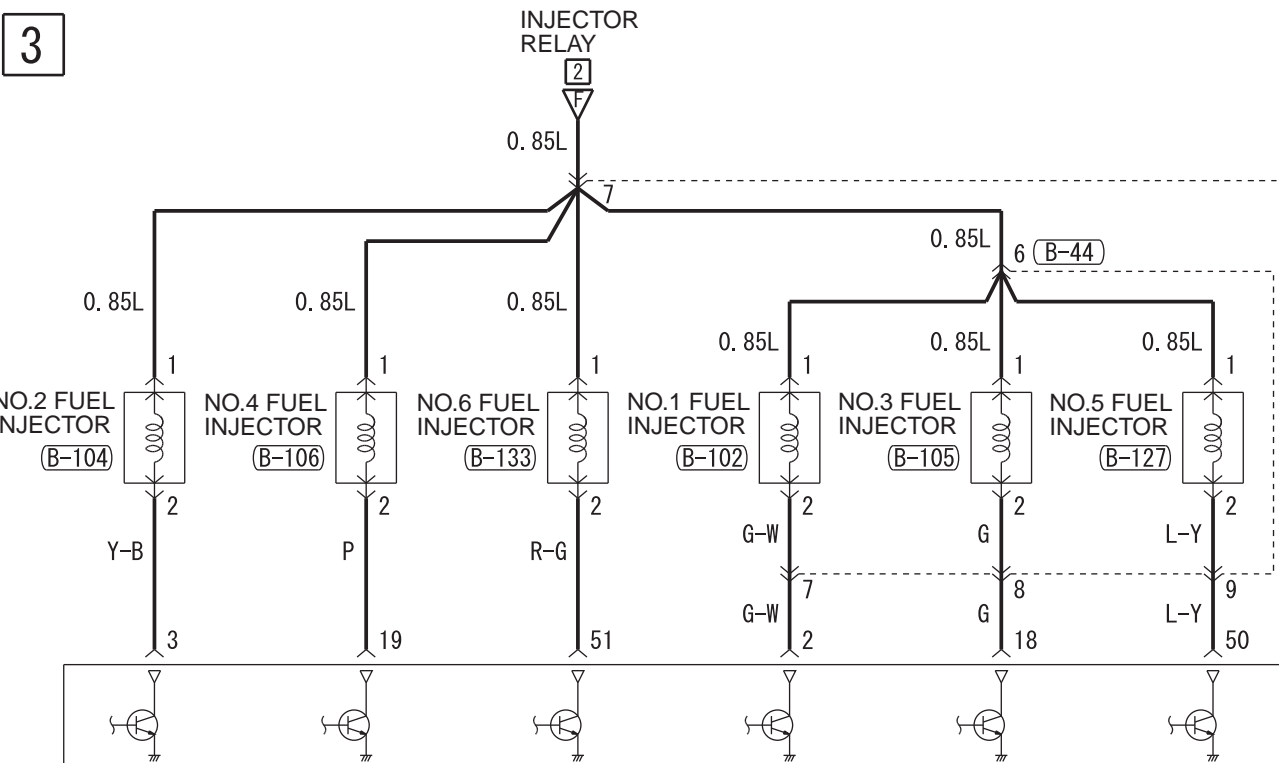 3
INJECTOR
RELAY
2
F
0. 85L
7
0. 85L
6 B-44
0. 85L 0. 85L 0. 85L
0. 85L 0. 85L 0. 85L
1 1 1 1 1 1
NO.2 FUEL
INJECTOR
B-104
NO.4 FUEL
INJECTOR
B-106
NO.6 FUEL
INJECTOR
B-133
NO.1 FUEL
INJECTOR
B-102
NO.3 FUEL
INJECTOR
B-105
NO.5 FUEL
INJECTOR
B-127
2 2 2 2 2 2
Y-B P R-G G-W G L-Y
7 8 9
G-W G L-Y
3 19 51 2 18 50